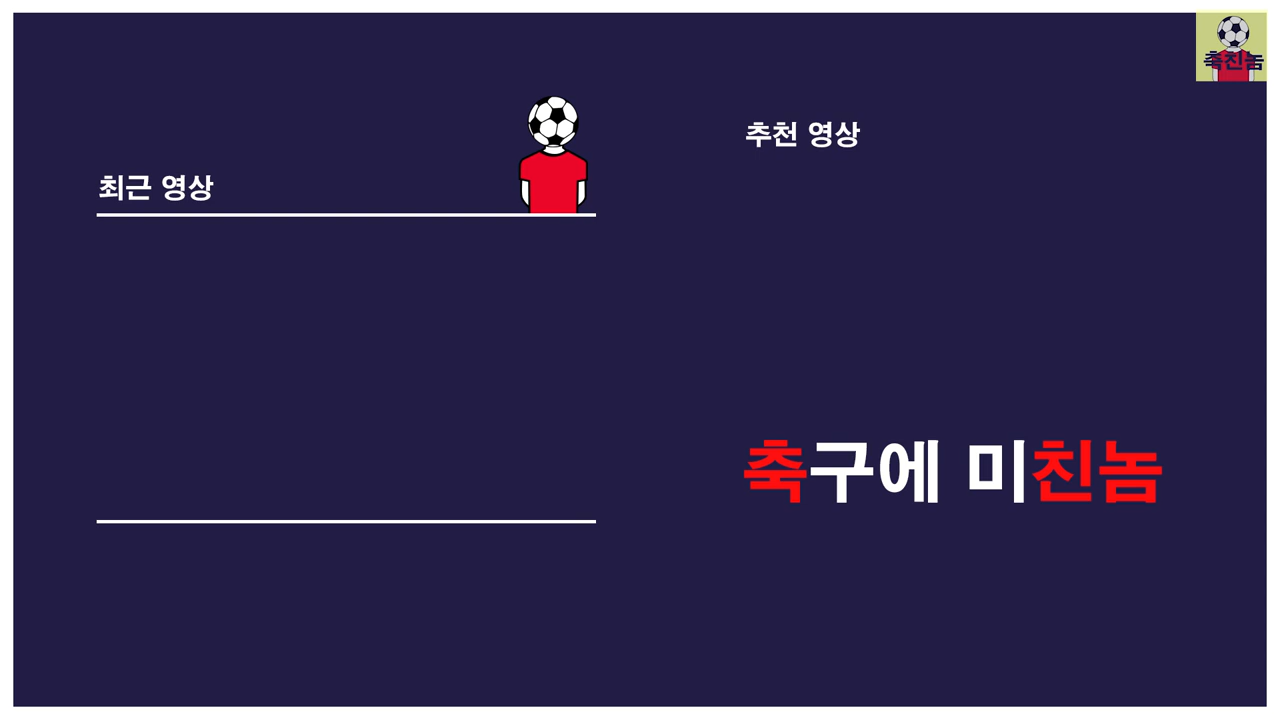 축친놈
추천 영상
최근 영상
축구에 미친놈